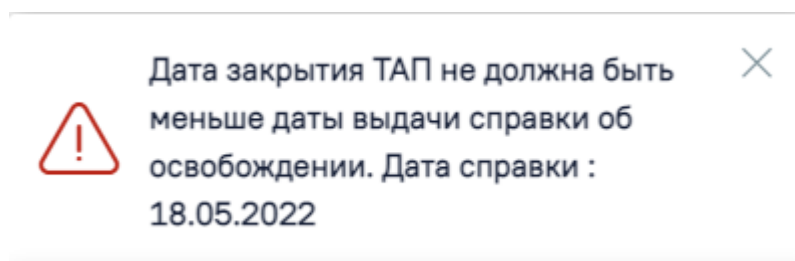 Дата закрытия ТАП не должна быть
меньше даты выдачи справки об
освобождении. Дата справки :
18.05.2022